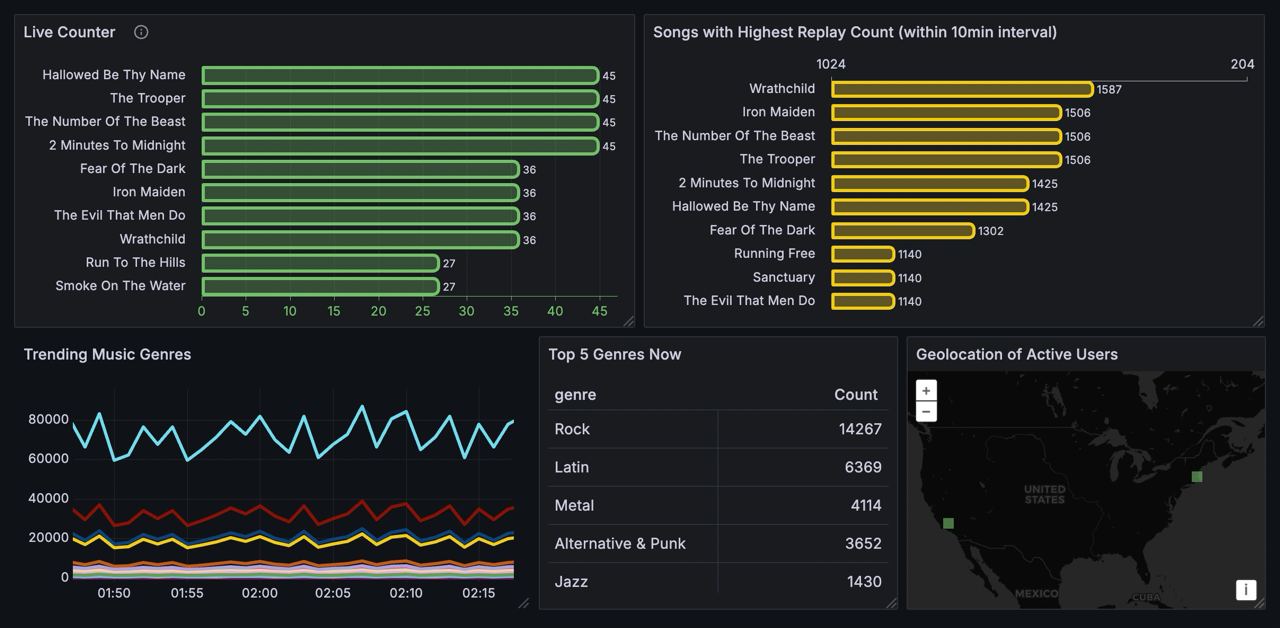 Live Counter
Hallowed Be Thy Name 45
The Trooper 45
The Number Of The Beast 45
2 Minutes To Midnight 45
Fear Of The Dark 36
Iron Maiden 36
The Evil That Men Do 36
Wrathchild 36
Run To The Hills 27
Smoke On The Water 27
0 5 10 15 20 25 30 35 40 45
Songs with Highest Replay Count (within 10min interval)
1024 204
Wrathchild 1587
Iron Maiden 1506
The Number Of The Beast 1506
The Trooper 1506
2 Minutes To Midnight 1425
Hallowed Be Thy Name 1425
Fear Of The Dark 1302
Running Free 1140
Sanctuary 1140
The Evil That Men Do 1140
Trending Music Genres
80000
60000
40000
20000
0
01:50 01:55 02:00 02:05 02:10 02:15
Top 5 Genres Now
genre Count
Rock 14267
Latin 6369
Metal 4114
Alternative & Punk 3652
Jazz 1430
Geolocation of Active Users
+
−
UNITED
STATES
MEXICO
CUBA
i